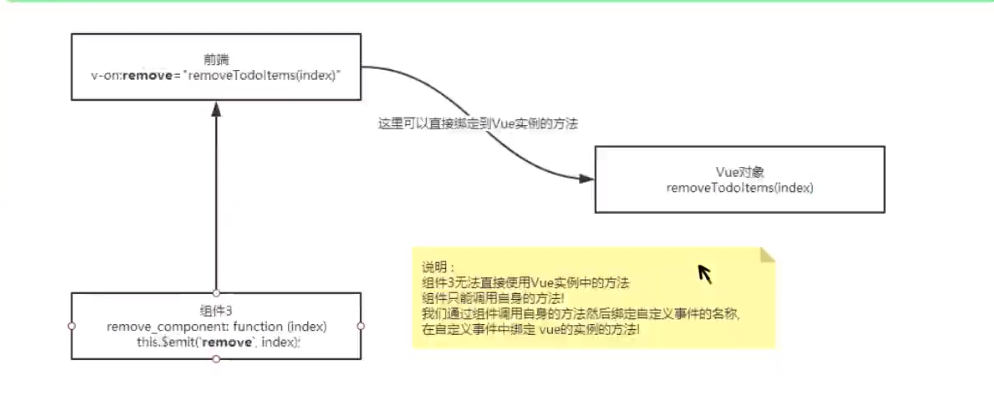 前端
v-on:remove="removeTodoItems(index)"
这里可以直接绑定到Vue实例的方法
Vue对象
removeTodoItems(index)
说明：
组件3无法直接使用Vue实例中的方法
组件只能调用自身的方法!
我们通过组件调用自身的方法然后绑定自定义事件的名称,
在自定义事件中绑定 vue的实例的方法!
组件3
remove_component: function (index)
this.$emit('remove', index);